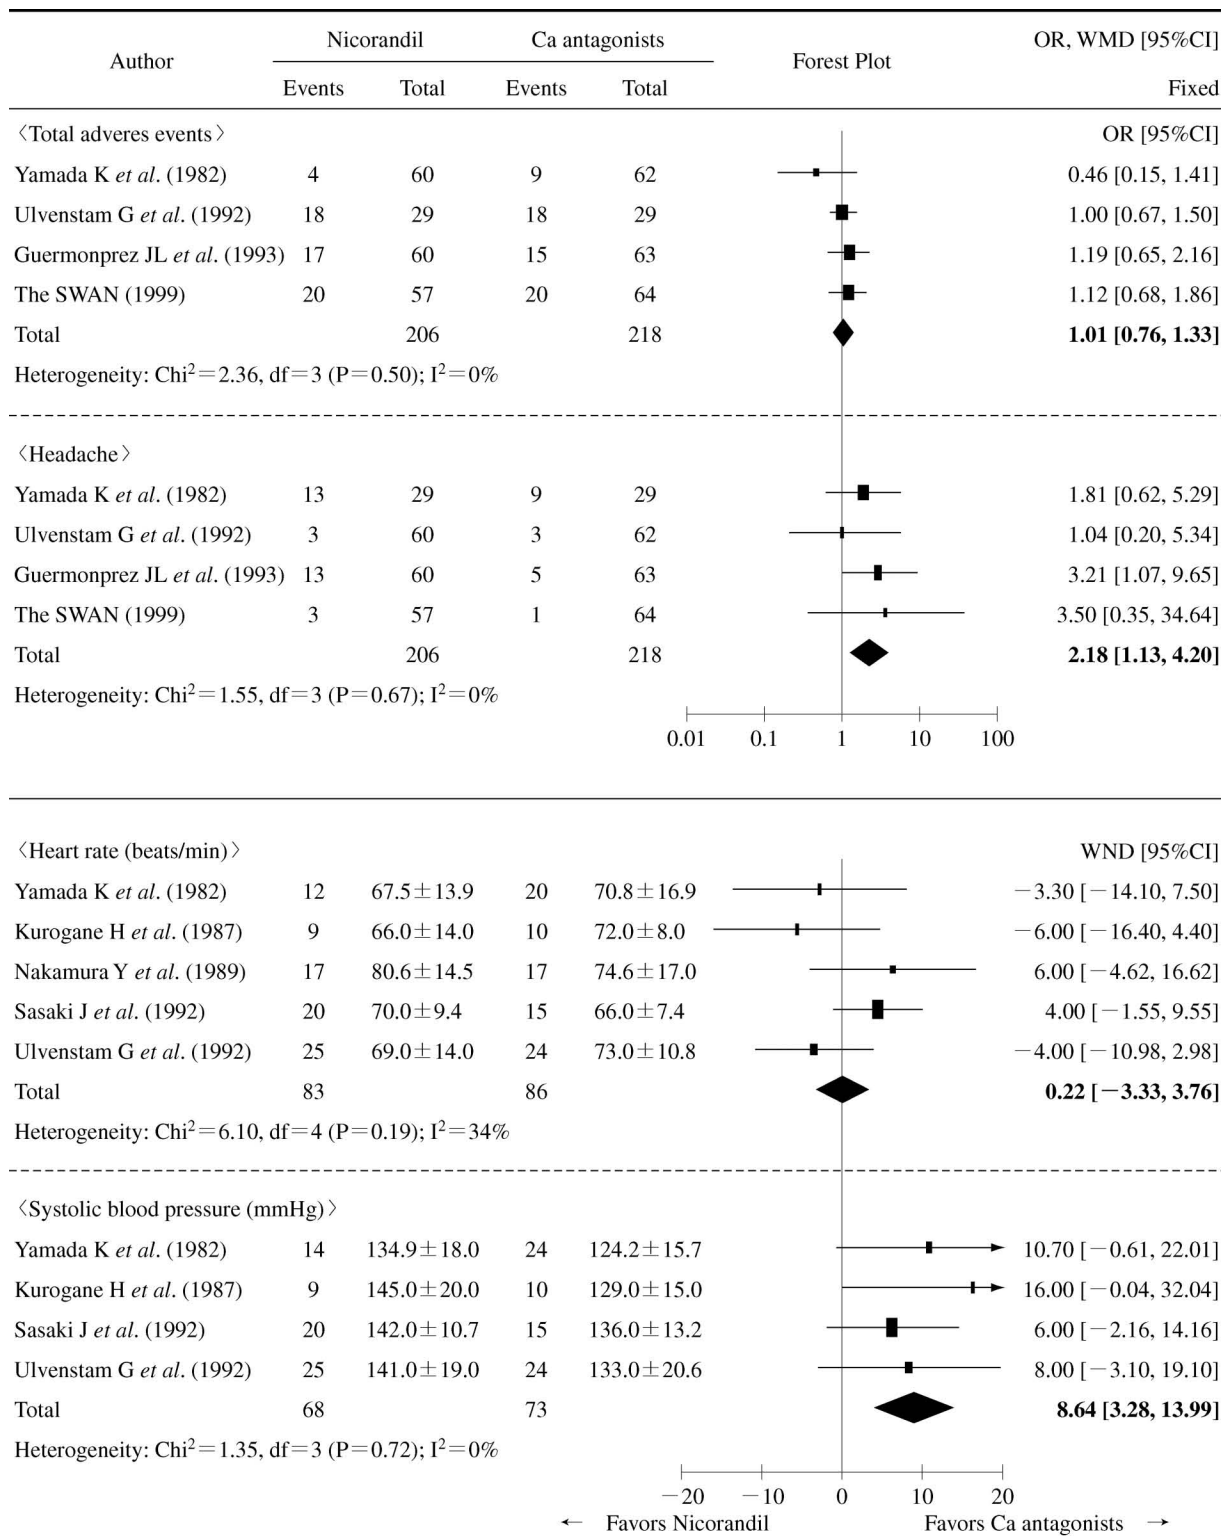 Author Nicorandil Ca antagonists Forest Plot OR, WMD [95%CI]
Events Total Events Total Fixed
〈Total adveres events〉 OR [95%CI]
Yamada K et al. (1982) 4 60 9 62 0.46 [0.15, 1.41]
Ulvenstam G et al. (1992) 18 29 18 29 1.00 [0.67, 1.50]
Guermonprez JL et al. (1993) 17 60 15 63 1.19 [0.65, 2.16]
The SWAN (1999) 20 57 20 64 1.12 [0.68, 1.86]
Total 206 218 1.01 [0.76, 1.33]
Heterogeneity: Chi²＝2.36, df＝3 (P＝0.50); I²＝0%
〈Headache〉
Yamada K et al. (1982) 13 29 9 29 1.81 [0.62, 5.29]
Ulvenstam G et al. (1992) 3 60 3 62 1.04 [0.20, 5.34]
Guermonprez JL et al. (1993) 13 60 5 63 3.21 [1.07, 9.65]
The SWAN (1999) 3 57 1 64 3.50 [0.35, 34.64]
Total 206 218 2.18 [1.13, 4.20]
Heterogeneity: Chi²＝1.55, df＝3 (P＝0.67); I²＝0%
0.01 0.1 1 10 100
〈Heart rate (beats/min)〉 WND [95%CI]
Yamada K et al. (1982) 12 67.5±13.9 20 70.8±16.9 －3.30 [－14.10, 7.50]
Kurogane H et al. (1987) 9 66.0±14.0 10 72.0±8.0 －6.00 [－16.40, 4.40]
Nakamura Y et al. (1989) 17 80.6±14.5 17 74.6±17.0 6.00 [－4.62, 16.62]
Sasaki J et al. (1992) 20 70.0±9.4 15 66.0±7.4 4.00 [－1.55, 9.55]
Ulvenstam G et al. (1992) 25 69.0±14.0 24 73.0±10.8 －4.00 [－10.98, 2.98]
Total 83 86 0.22 [－3.33, 3.76]
Heterogeneity: Chi²＝6.10, df＝4 (P＝0.19); I²＝34%
〈Systolic blood pressure (mmHg)〉
Yamada K et al. (1982) 14 134.9±18.0 24 124.2±15.7 10.70 [－0.61, 22.01]
Kurogane H et al. (1987) 9 145.0±20.0 10 129.0±15.0 16.00 [－0.04, 32.04]
Sasaki J et al. (1992) 20 142.0±10.7 15 136.0±13.2 6.00 [－2.16, 14.16]
Ulvenstam G et al. (1992) 25 141.0±19.0 24 133.0±20.6 8.00 [－3.10, 19.10]
Total 68 73 8.64 [3.28, 13.99]
Heterogeneity: Chi²＝1.35, df＝3 (P＝0.72); I²＝0%
－20 －10 0 10 20
← Favors Nicorandil Favors Ca antagonists →